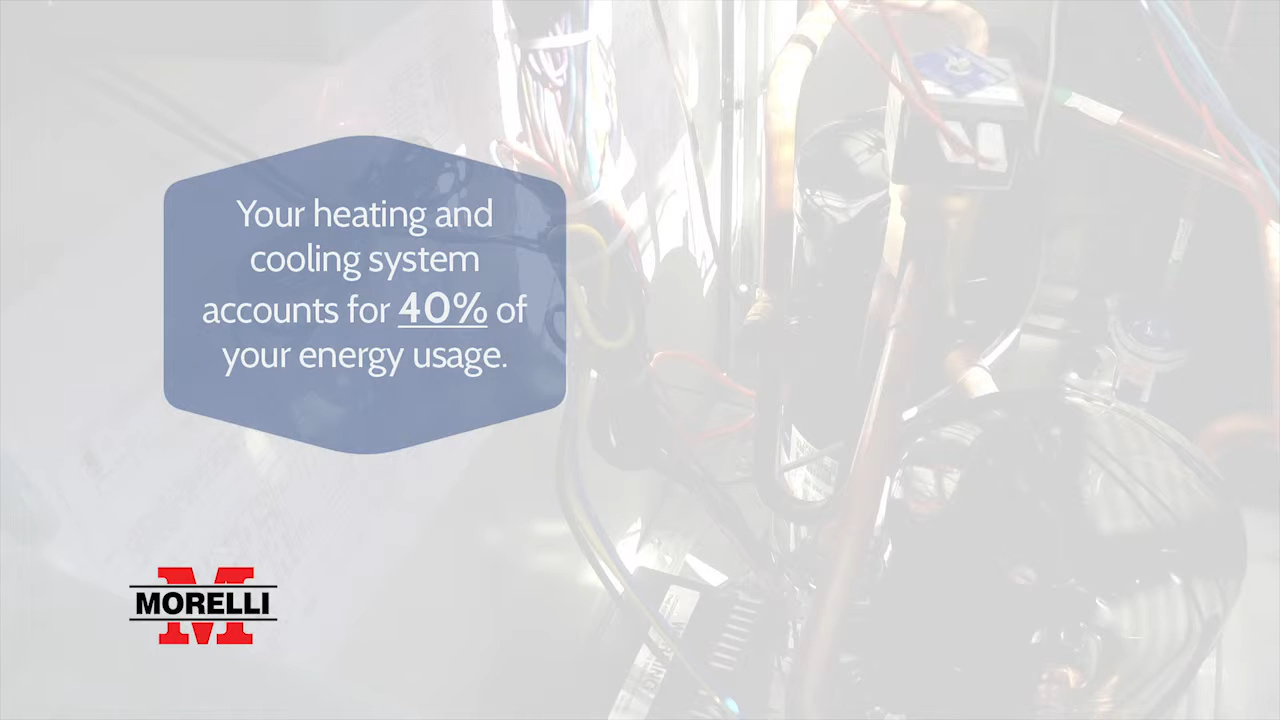 Your heating and
cooling system
accounts for 40% of
your energy usage.
MORELLI
M